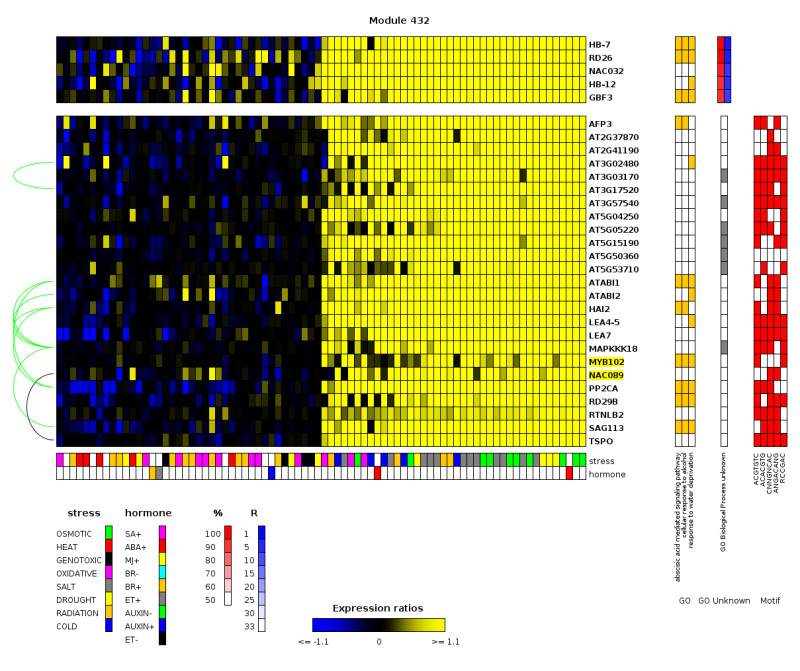 Module 432
HB-7
RD26
NAC032
HB-12
GBF3
AFP3
AT2G37870
AT2G41190
AT3G02480
AT3G03170
AT3G17520
AT3G57540
AT5G04250
AT5G05220
AT5G15190
AT5G50360
AT5G53710
ATABI1
ATABI2
HAI2
LEA4-5
LEA7
MAPKKK18
MYB102
NAC089
PP2CA
RD29B
RTNLB2
SAG113
TSPO
stress
hormone
abscisic acid mediated signaling pathway
cellular response to alcohol
response to water deprivation
GO Biological Process unknown
ACGTGTC
ACACGTG
CNNGNCAC
ANGACANG
RCCGAC
GO GO Unknown Motif
stress hormone % R
OSMOTIC SA+ 100 1
HEAT ABA+ 90 5
GENOTOXIC MJ+ 80 10
OXIDATIVE BR- 70 15
SALT BR+ 60 20
DROUGHT ET+ 50 25
RADIATION AUXIN- 30
COLD AUXIN+ 33
ET-
Expression ratios
<= -1.1 0 >= 1.1